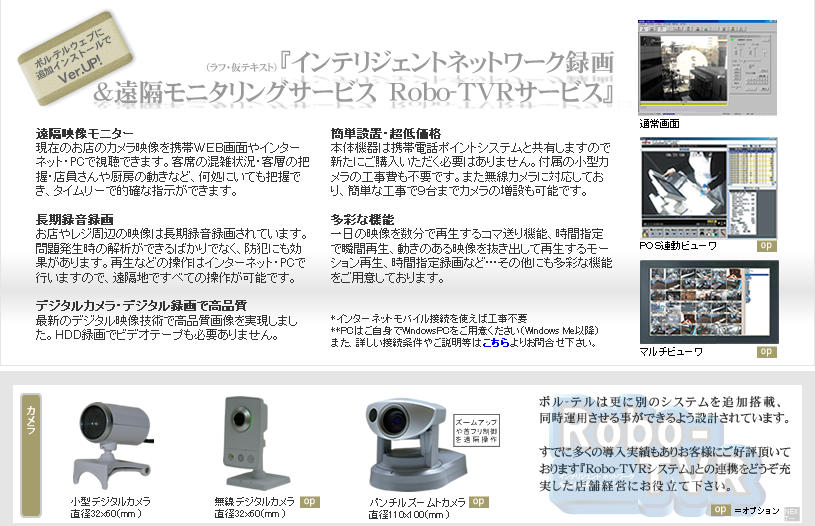 ポルテルウェブに
追加インストールで
Ver.UP!
(ラフ・仮テキスト)『インテリジェントネットワーク録画
&遠隔モニタリングサービス Robo-TVRサービス』
遠隔映像モニター
現在のお店のカメラ映像を携帯WEB画面やインター
ネット・PCで視聴できます。客席の混雑状況・客層の把
握・店員さんや厨房の動きなど、何処にいても把握で
き、タイムリーで的確な指示ができます。
長期録音録画
お店やレジ周辺の映像は長期録音録画されています。
問題発生時の解析ができるばかりでなく、防犯にも効
果があります。再生などの操作はインターネット・PCで
行いますので、遠隔地ですべての操作が可能です。
デジタルカメラ・デジタル録画で高品質
最新のデジタル映像技術で高品質画像を実現しまし
た。HDD録画でビデオテープも必要ありません。
簡単設置・超低価格
本体機器は携帯電話ポイントシステムと共有しますので
新たにご購入いただく必要はありません。付属の小型カ
メラの工事費も不要です。また無線カメラに対応してお
り、簡単な工事で9台までカメラの増設も可能です。
多彩な機能
一日の映像を数分で再生するコマ送り機能、時間指定
で瞬間再生、動きのある映像を抜き出して再生するモー
ション再生、時間指定録画など…その他にも多彩な機能
をご用意しております。
*インターネットモバイル接続を使えば工事不要
**PCはご自身でWindowsPCをご用意ください(Windows Me以降)
また、詳しい接続条件やご説明等はこちらよりお問合せ下さい。
通常画面
POS連動ビューワ
op
マルチビューワ
op
カメラ
小型デジタルカメラ
直径32x60(mm)
無線デジタルカメラ op
直径32x60(mm)
ズームアップ
や首フリ制御
を遠隔操作
パンチルズームトカメラ op
直径110x100(mm)
ポル-テルは更に別のシステムを追加搭載、
同時運用させる事ができるよう設計されています。
すでに多くの導入実績もありお客様にご好評頂いて
おります『Robo-TVRシステム』との連携をどうぞ充
実した店舗経営にお役立て下さい。
Robo-
TVR
op =オプション